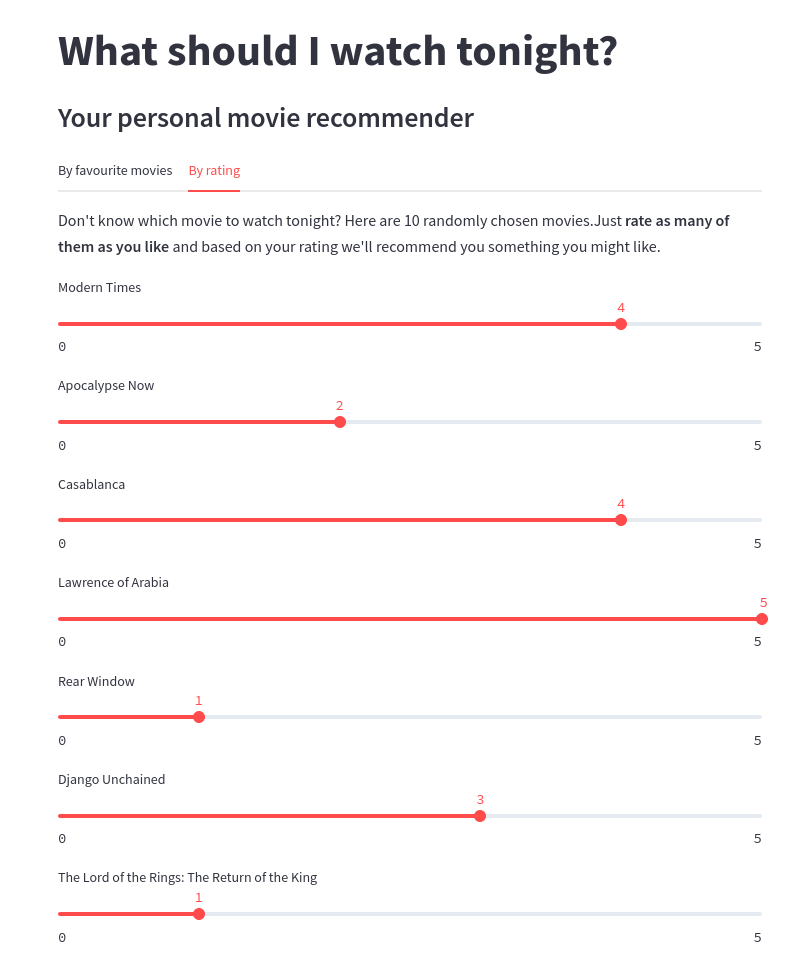 What should I watch tonight?
Your personal movie recommender
By favourite movies By rating
Don't know which movie to watch tonight? Here are 10 randomly chosen movies.Just rate as many of
them as you like and based on your rating we'll recommend you something you might like.
Modern Times
4
0 5
Apocalypse Now
2
0 5
Casablanca
4
0 5
Lawrence of Arabia
5
0 5
Rear Window
1
0 5
Django Unchained
3
0 5
The Lord of the Rings: The Return of the King
1
0 5